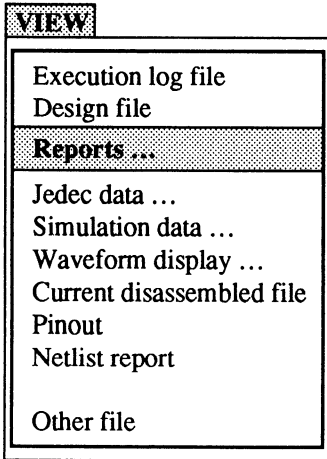 VIEW
Execution log file
Design file
Reports ...
Jedec data ...
Simulation data ...
Waveform display ...
Current disassembled file
Pinout
Netlist report
Other file